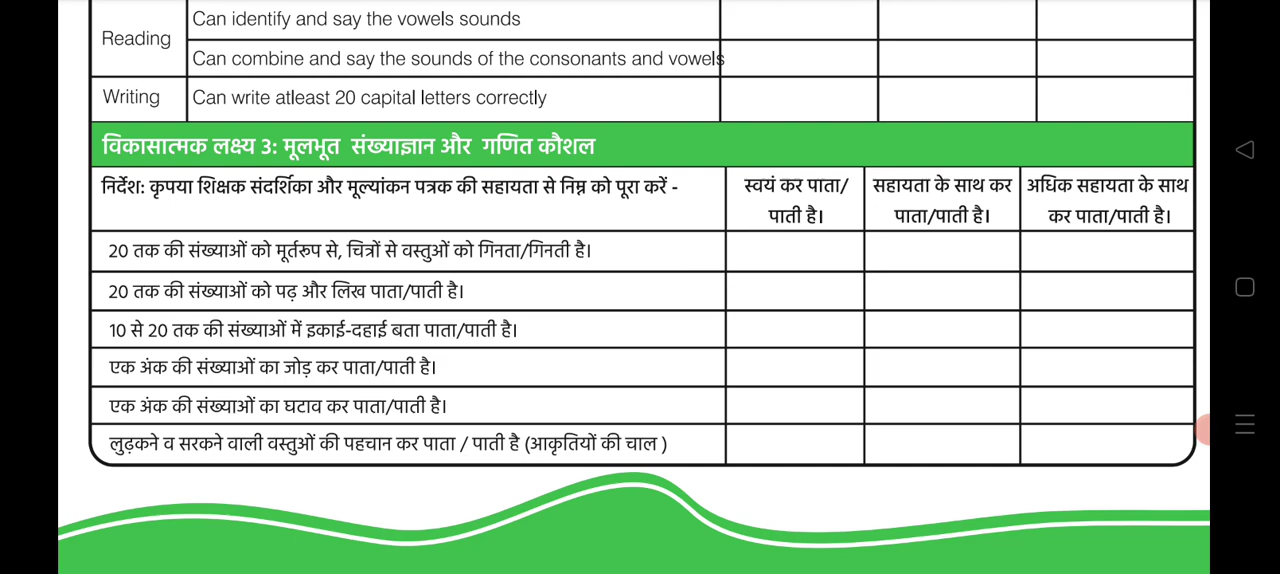 Can identify and say the vowels sounds
Reading
Can combine and say the sounds of the consonants and vowels
Writing
Can write atleast 20 capital letters correctly
विकासात्मक लक्ष्य 3: मूलभूत संख्याज्ञान और गणित कौशल
निर्देश: कृपया शिक्षक संदर्शिका और मूल्यांकन पत्रक की सहायता से निम्न को पूरा करें -
स्वयं कर पाता/
पाती है।
सहायता के साथ कर
पाता/पाती है।
अधिक सहायता के साथ
कर पाता/पाती है।
20 तक की संख्याओं को मूर्तरूप से, चित्रों से वस्तुओं को गिनता/गिनती है।
20 तक की संख्याओं को पढ़ और लिख पाता/पाती है।
10 से 20 तक की संख्याओं में इकाई-दहाई बता पाता/पाती है।
एक अंक की संख्याओं का जोड़ कर पाता/पाती है।
एक अंक की संख्याओं का घटाव कर पाता/पाती है।
लुढ़कने व सरकने वाली वस्तुओं की पहचान कर पाता / पाती है (आकृतियों की चाल )